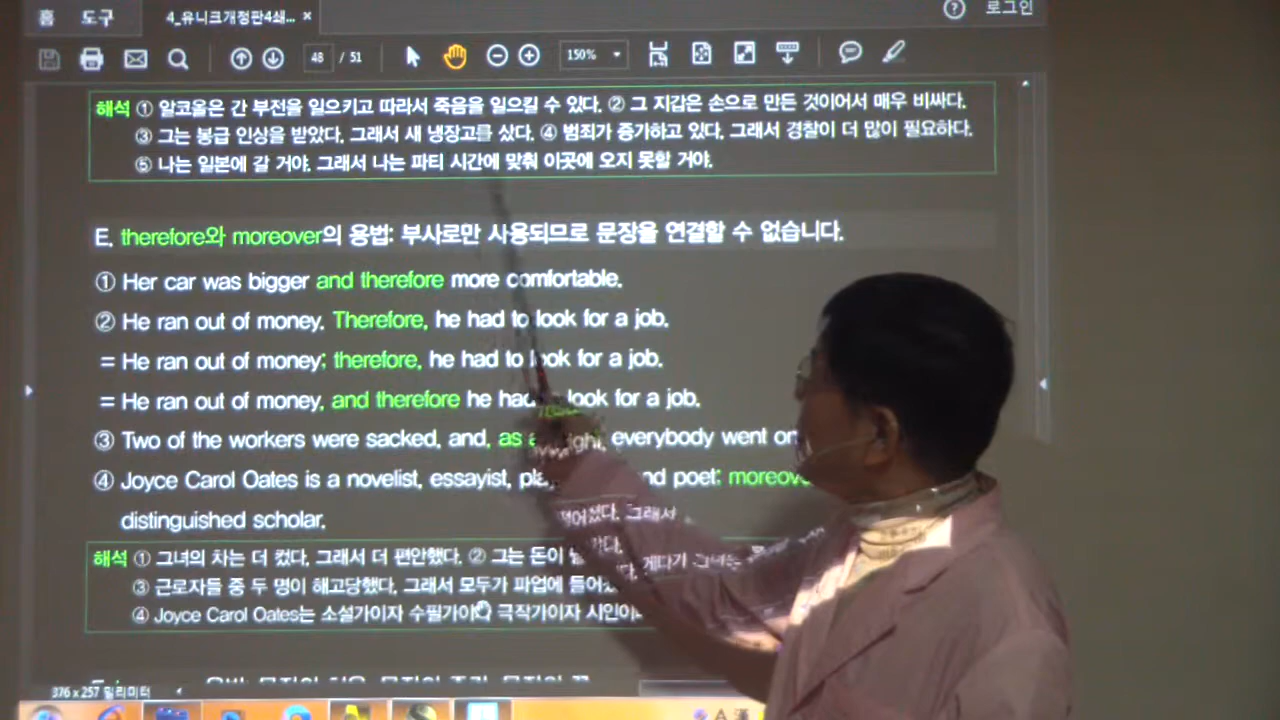 홈 도구 4_유니크개정판4쇄... × 로그인
48 / 51 150%
해석 ① 알코올은 간 부전을 일으키고 따라서 죽음을 일으킬 수 있다. ② 그 지갑은 손으로 만든 것이어서 매우 비싸다.
③ 그는 봉급 인상을 받았다. 그래서 새 냉장고를 샀다. ④ 범죄가 증가하고 있다. 그래서 경찰이 더 많이 필요하다.
⑤ 나는 일본에 갈 거야. 그래서 나는 파티 시간에 맞춰 이곳에 오지 못할 거야.
E. therefore와 moreover의 용법: 부사로만 사용되므로 문장을 연결할 수 없습니다.
① Her car was bigger and therefore more comfortable.
② He ran out of money. Therefore, he had to look for a job.
= He ran out of money; therefore, he had to look for a job.
= He ran out of money, and therefore he had look for a job.
③ Two of the workers were sacked, and, as everybody went on
④ Joyce Carol Oates is a novelist, essayist, poet; moreov
distinguished scholar.
해석 ① 그녀의 차는 더 컸다. 그래서 더 편안했다. ② 그는 돈이
③ 근로자들 중 두 명이 해고당했다. 그래서 모두가 파업에
④ Joyce Carol Oates는 소설가이자 수필가이 극작가이자 시인이
376 x 257 밀리미터
A 漢